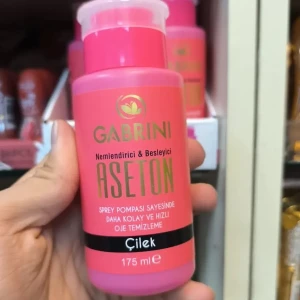 GABRINI
Nemlendirici & Besleyici
ASETON
SPREY POMPASI SAYESİNDE
DAHA KOLAY VE HIZLI
OJE TEMİZLEME
Çilek
175 ml e